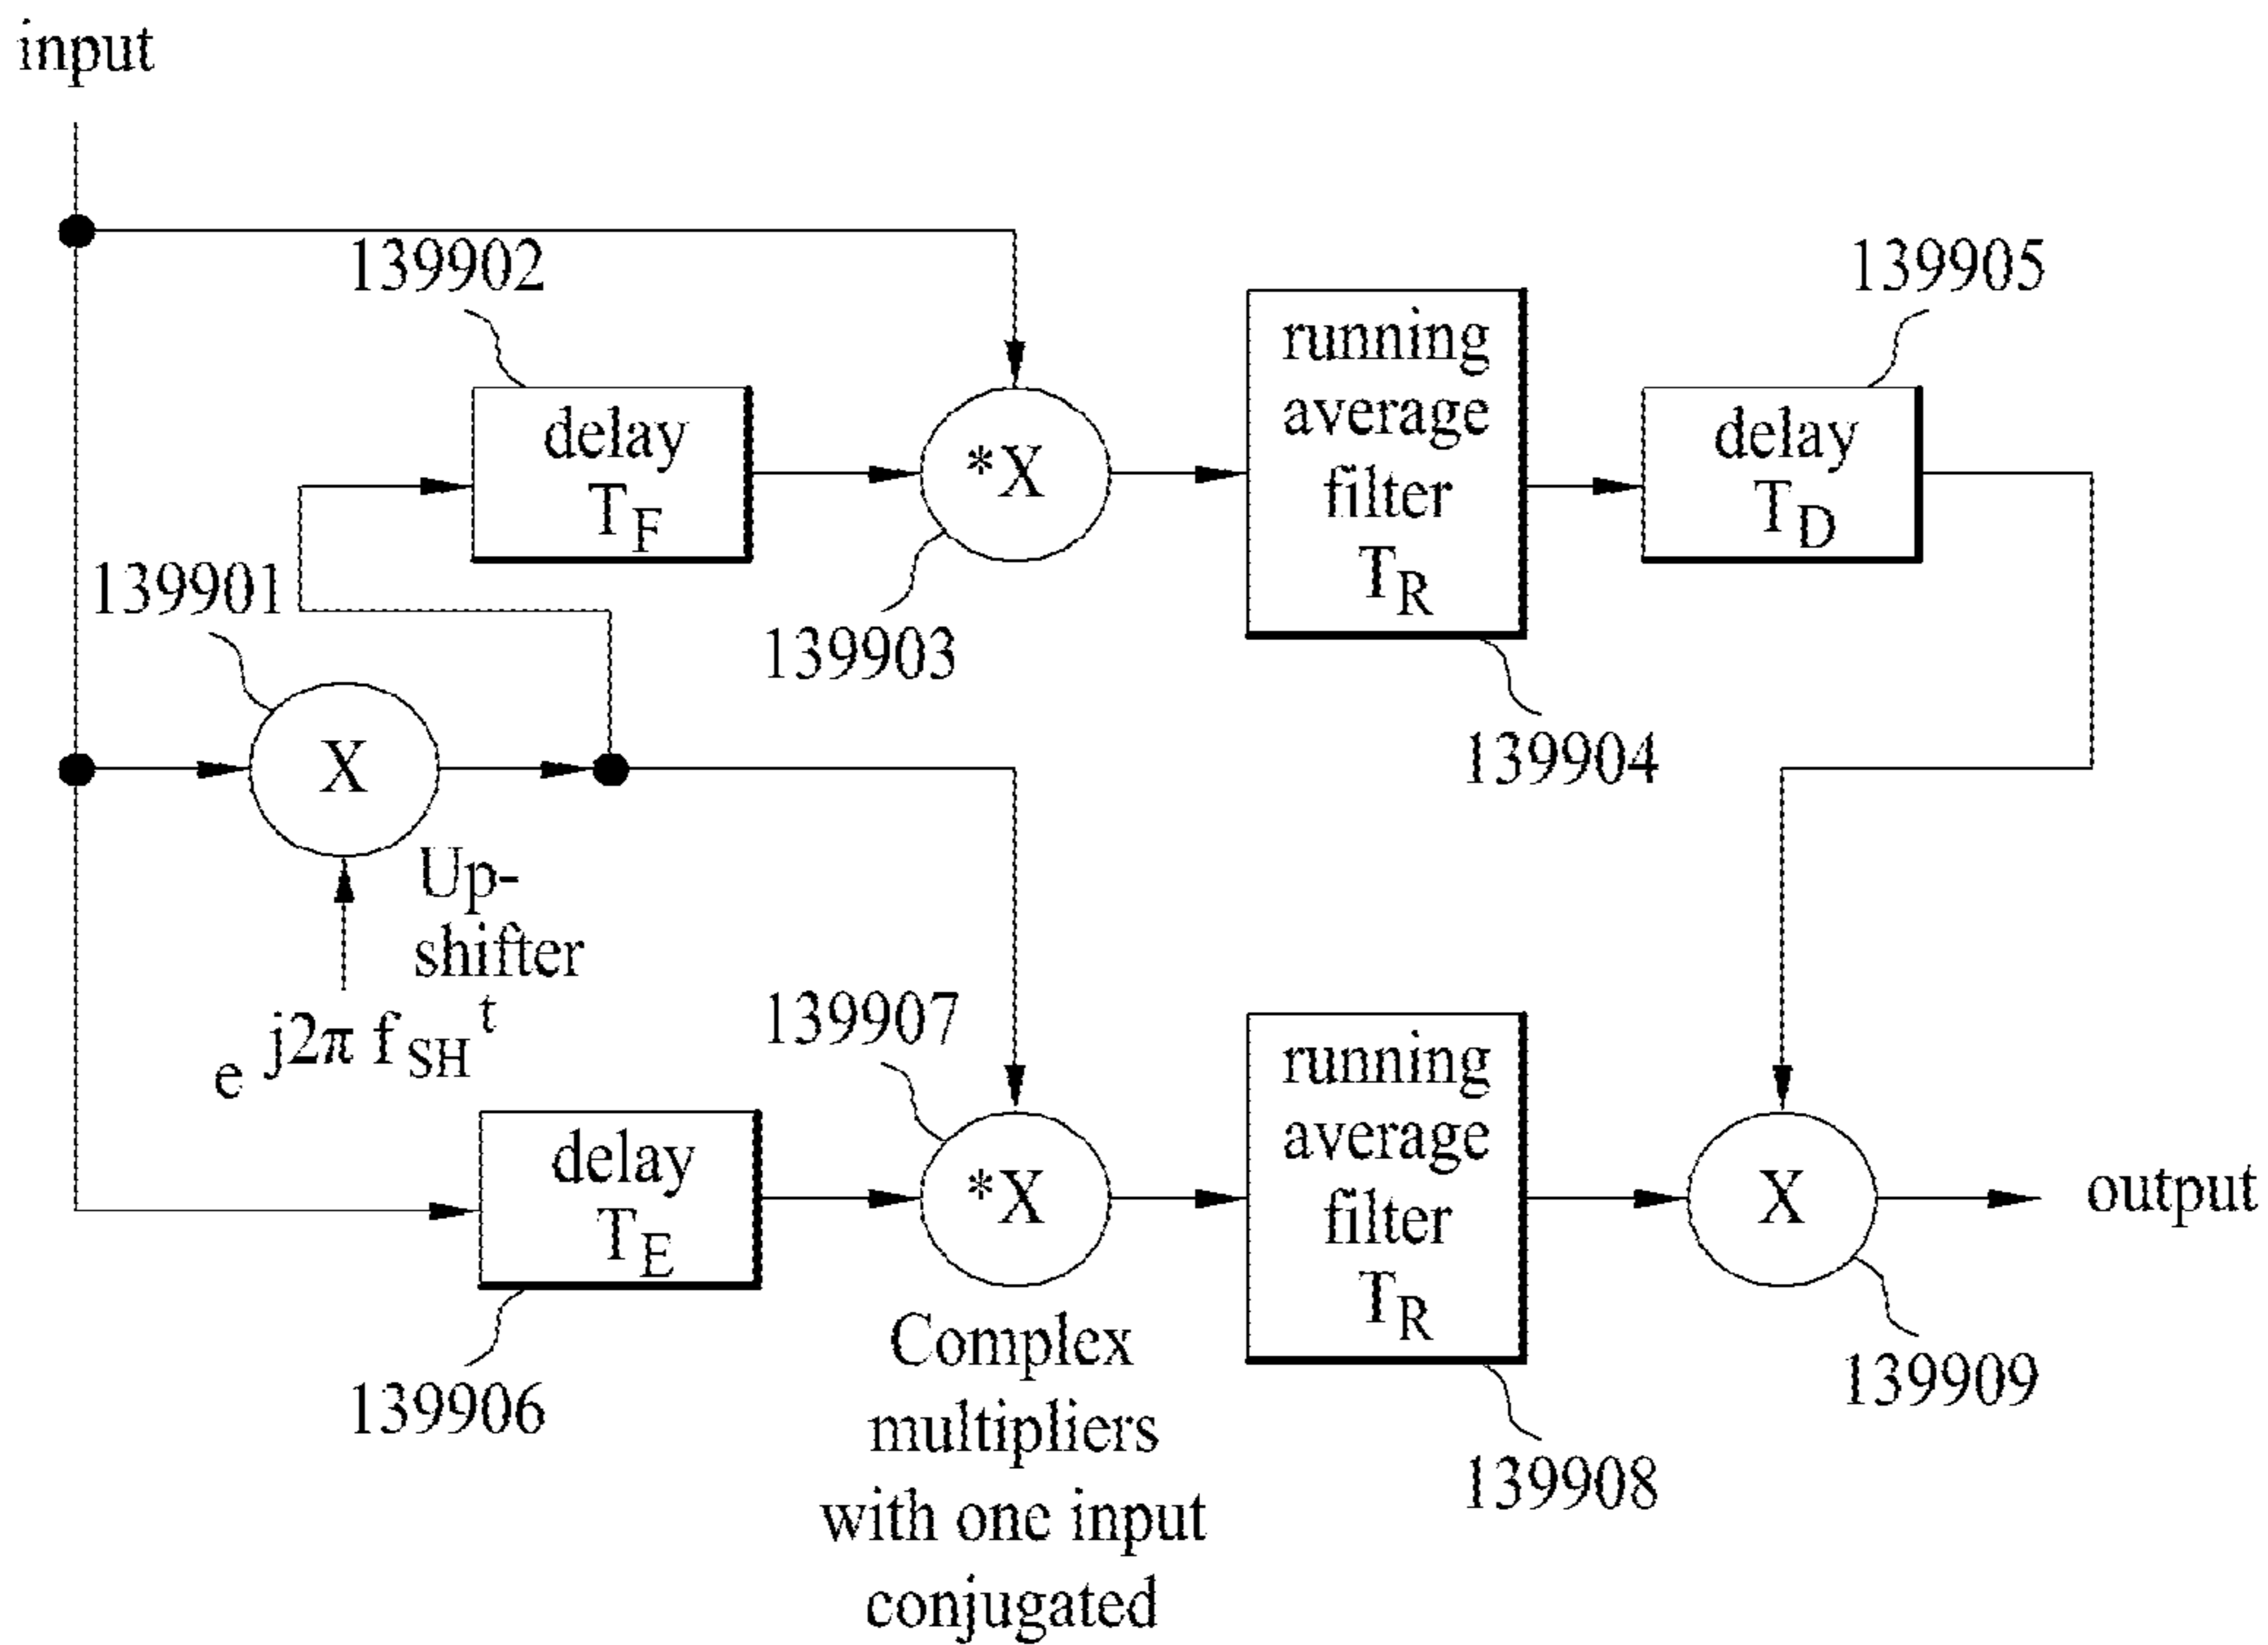 input
139902
139905
running
average
filter
T_R
delay
T_F
*X
delay
T_D
139901
139903
139904
X
Up-
shifter
e j2π f_SH t
139907
running
average
filter
T_R
delay
T_E
*X
X
output
139906
Complex
multipliers
with one input
conjugated
139909
139908